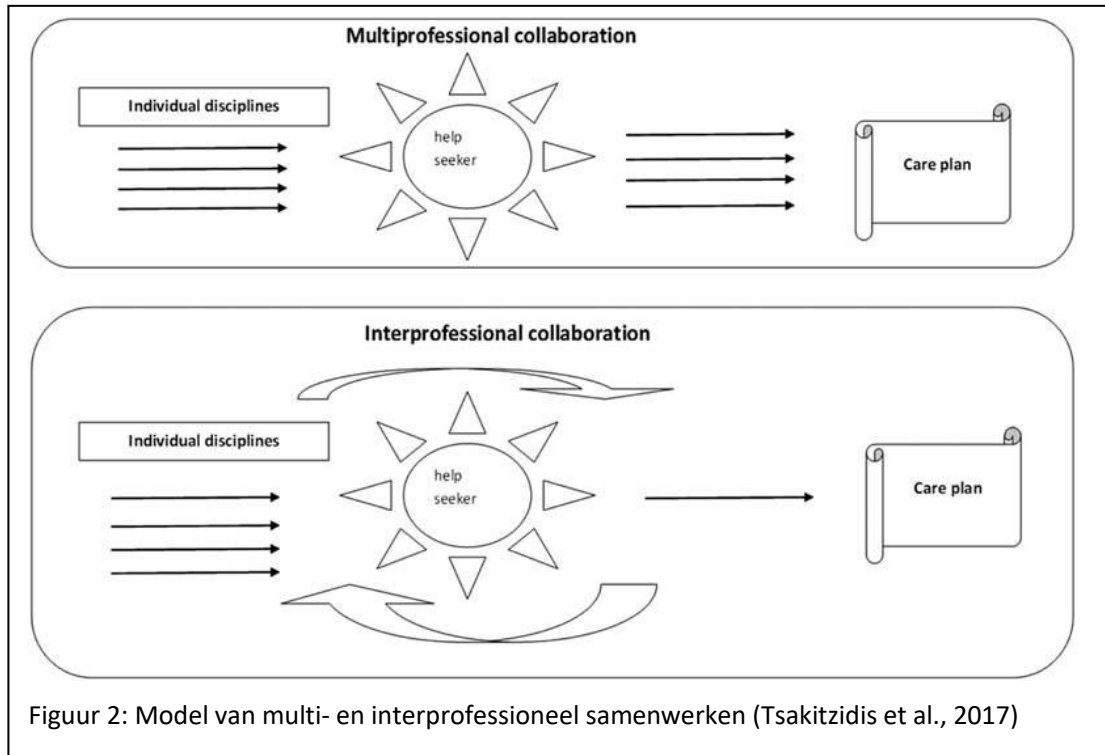 Multiprofessional collaboration
Individual disciplines
help
seeker
Care plan
Interprofessional collaboration
Individual disciplines
help
seeker
Care plan
Figuur 2: Model van multi- en interprofessioneel samenwerken (Tsakitzidis et al., 2017)